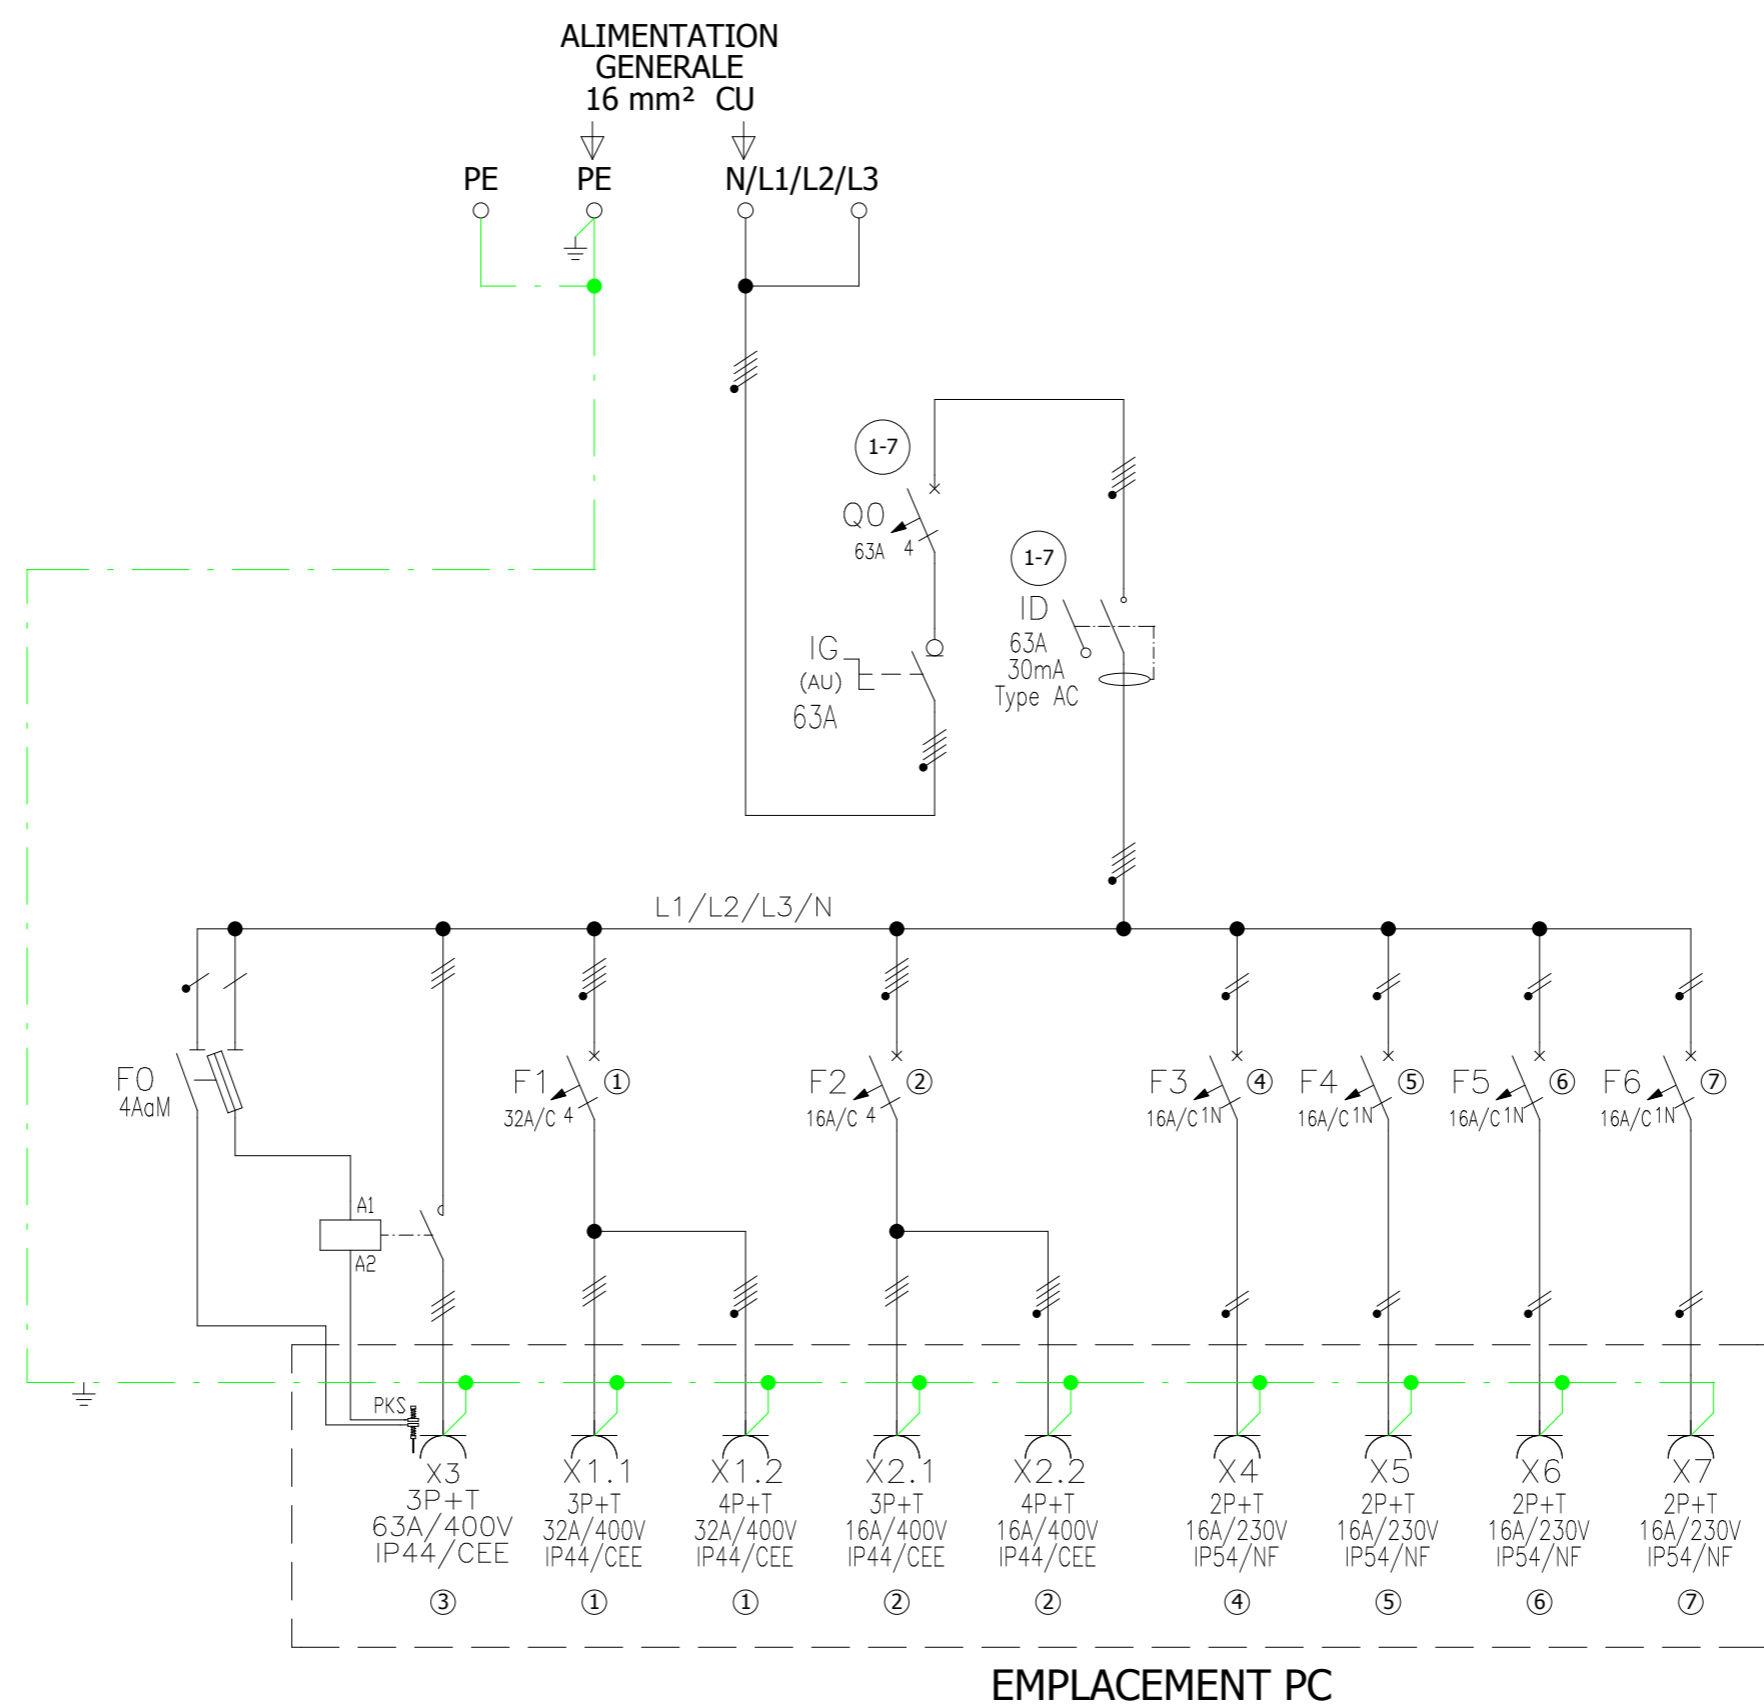 ALIMENTATION
GENERALE
16 mm² CU
PE
PE
N/L1/L2/L3
1-7
Q0
63A
4
1-7
ID
63A
30mA
Type AC
IG
(AU)
63A
L1/L2/L3/N
F0
4AaM
F1
①
32A/C
4
F2
②
16A/C
4
F3
④
16A/C
1N
F4
⑤
16A/C
1N
F5
⑥
16A/C
1N
F6
⑦
16A/C
1N
A1
A2
PKS
X3
3P+T
63A/400V
IP44/CEE
③
X1.1
3P+T
32A/400V
IP44/CEE
①
X1.2
4P+T
32A/400V
IP44/CEE
①
X2.1
3P+T
16A/400V
IP44/CEE
②
X2.2
4P+T
16A/400V
IP44/CEE
②
X4
2P+T
16A/230V
IP54/NF
④
X5
2P+T
16A/230V
IP54/NF
⑤
X6
2P+T
16A/230V
IP54/NF
⑥
X7
2P+T
16A/230V
IP54/NF
⑦
EMPLACEMENT PC